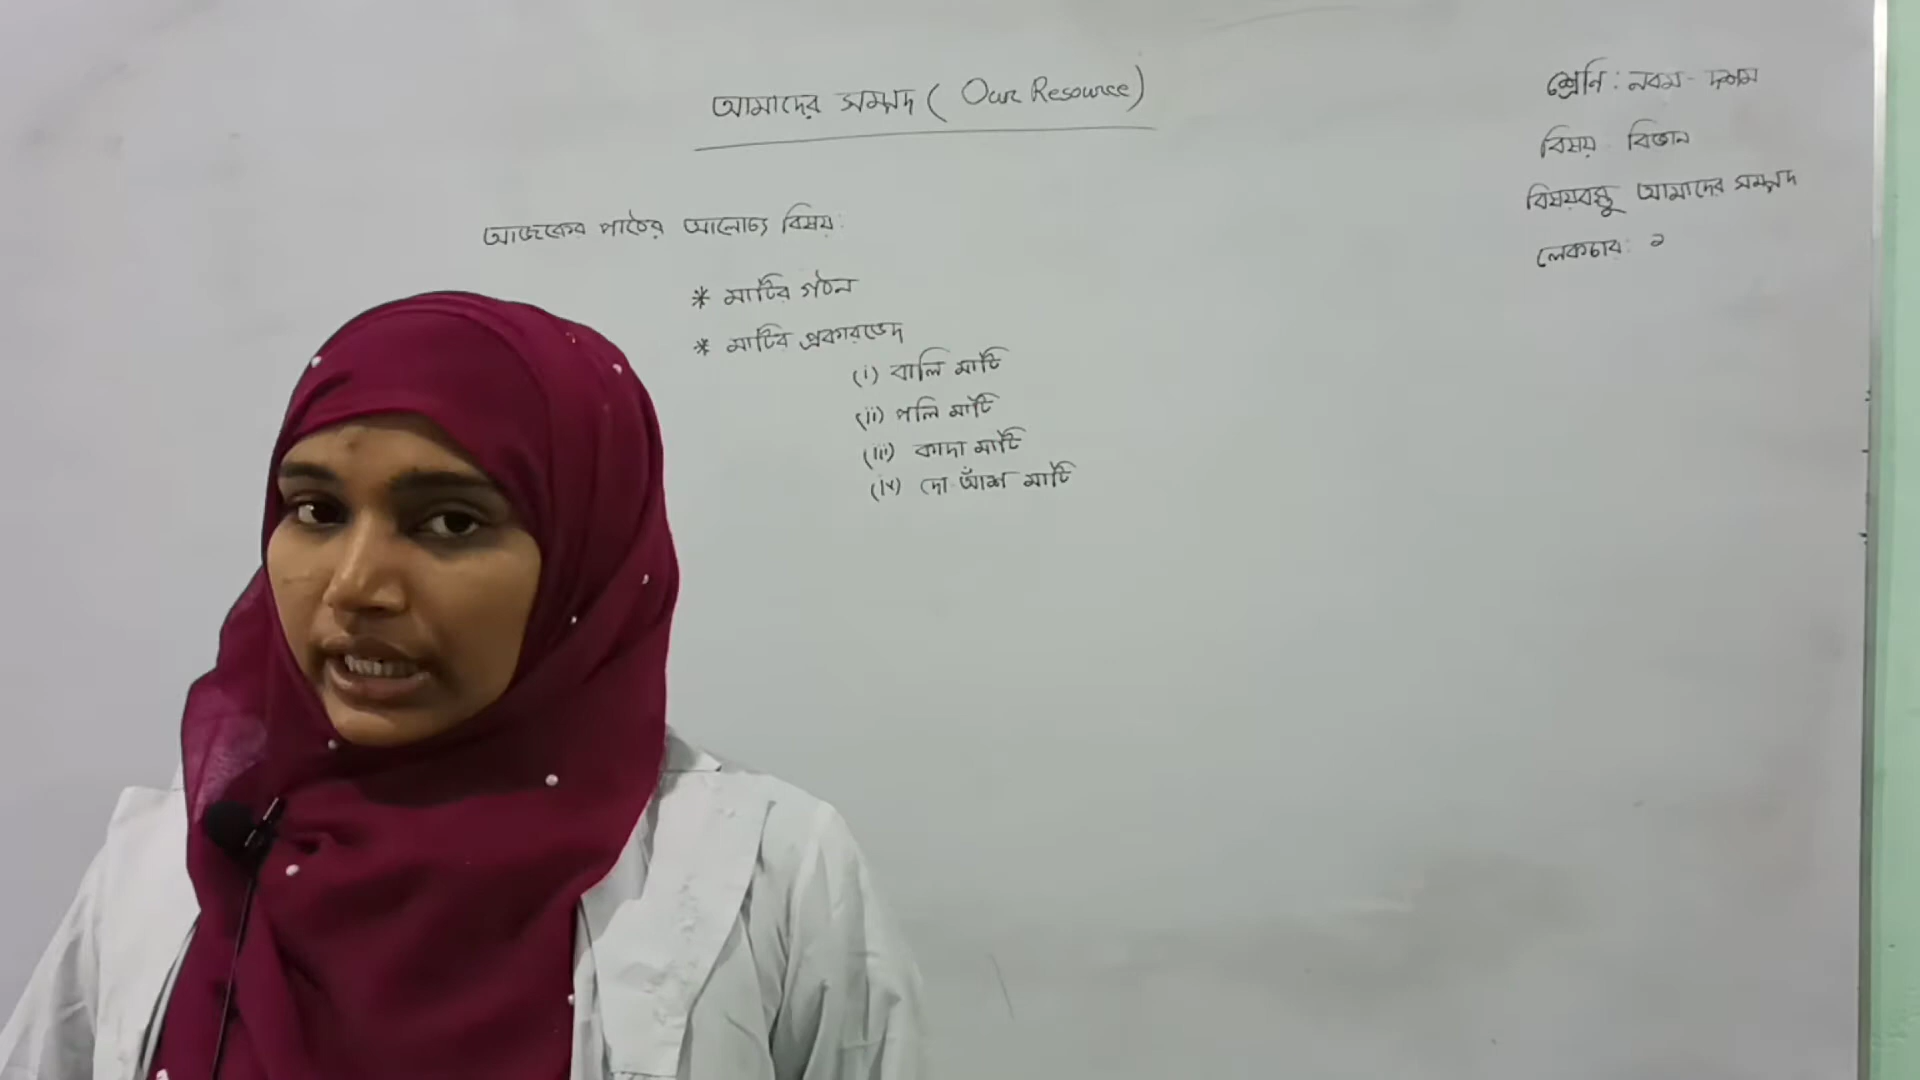 আমাদের সম্পদ ( Our Resource)
শ্রেণি : নবম - দশম
বিষয় : বিজ্ঞান
বিষয়বস্তু আমাদের সম্পদ
লেকচার: ১
আজকের পাঠের আলোচ্য বিষয়:
* মাটির গঠন
* মাটির প্রকারভেদ
(i) বালি মাটি
(ii) পলি মাটি
(iii) কাদা মাটি
(iv) দো-আঁশ মাটি